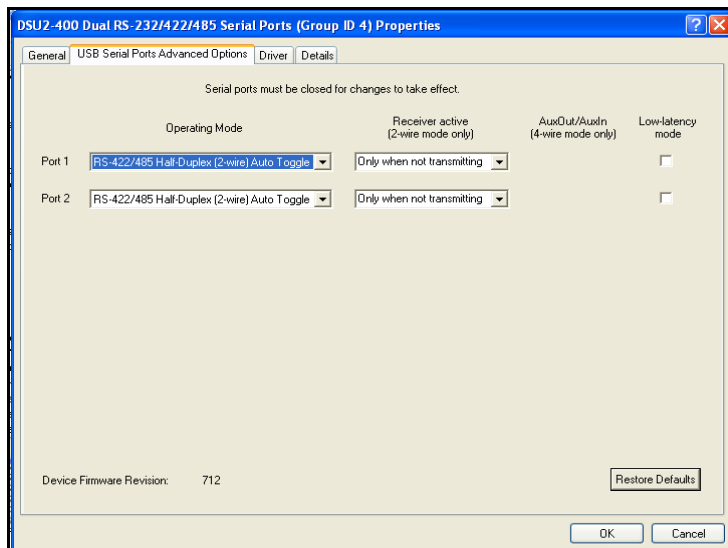 DSU2-400 Dual RS-232/422/485 Serial Ports (Group ID 4) Properties
General USB Serial Ports Advanced Options Driver Details
Serial ports must be closed for changes to take effect.
Operating Mode Receiver active (2-wire mode only) AuxOut/AuxIn (4-wire mode only) Low-latency mode
Port 1 RS-422/485 Half-Duplex (2-wire) Auto Toggle Only when not transmitting
Port 2 RS-422/485 Half-Duplex (2-wire) Auto Toggle Only when not transmitting
Device Firmware Revision: 712 Restore Defaults
OK Cancel